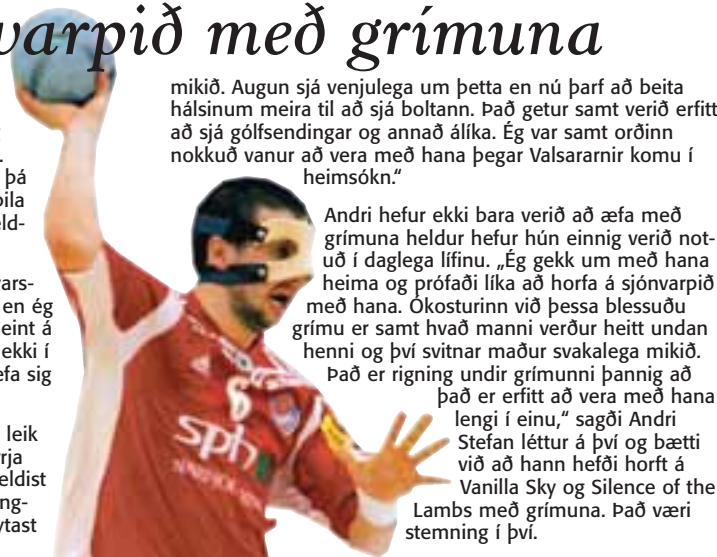 varpið með grímuna
þá
en ég
eint á
ekki í
efa sig
leik
mikið. Augun sjá venjulega um þetta en nú þarf að beita
hálsinum meira til að sjá boltann. Það getur samt verið erfitt
að sjá gólfsendingar og annað álíka. Ég var samt orðinn
nokkuð vanur að vera með hana þegar Valsararnir komu í
heimsókn.“
Andri hefur ekki bara verið að æfa með
grímuna heldur hefur hún einnig verið not-
uð í daglega lífinu. „Ég gekk um með hana
heima og prófaði líka að horfa á sjónvarpið
með hana. Ókosturinn við þessa blessuðu
grímu er samt hvað manni verður heitt undan
henni og því svitnar maður svakalega mikið.
Það er rigning undir grímunni þannig að
það er erfitt að vera með hana
lengi í einu,“ sagði Andri
Stefan léttur á því og bætti
við að hann hefði horft á
Vanilla Sky og Silence of the
Lambs með grímuna. Það væri
stemning í því.
sph